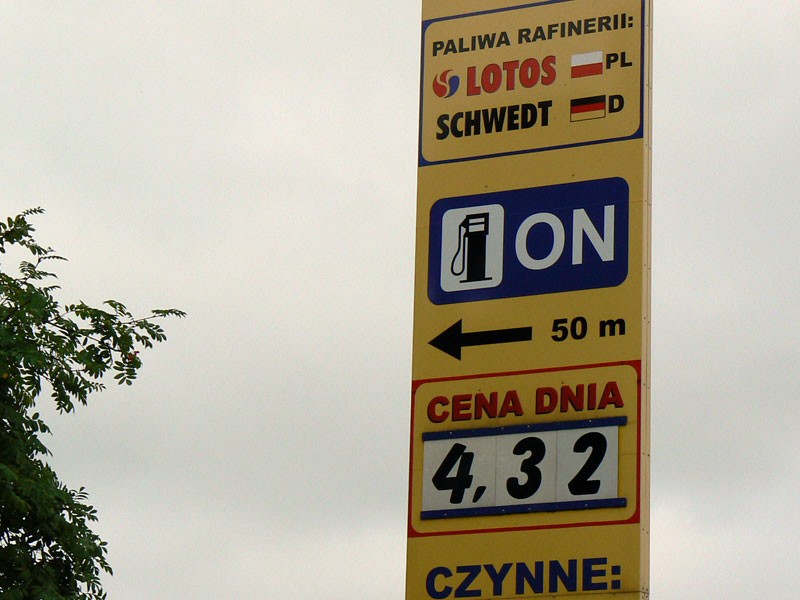 PALIWA RAFINERII:
LOTOS PL
SCHWEDT D
ON
50 m
CENA DNIA
4,32
CZYNNE: